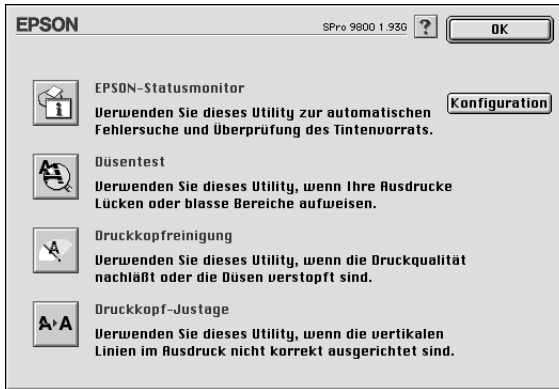 EPSON
SPro 9800 1.93G
?
OK
EPSON-Statusmonitor
Verwenden Sie dieses Utility zur automatischen
Fehlersuche und Überprüfung des Tintenvorrats.
Konfiguration
Düsentest
Verwenden Sie dieses Utility, wenn Ihre Ausdrucke
Lücken oder blasse Bereiche aufweisen.
Druckkopfreinigung
Verwenden Sie dieses Utility, wenn die Druckqualität
nachläßt oder die Düsen verstopft sind.
A▸A
Druckkopf-Justage
Verwenden Sie dieses Utility, wenn die vertikalen
Linien im Ausdruck nicht korrekt ausgerichtet sind.